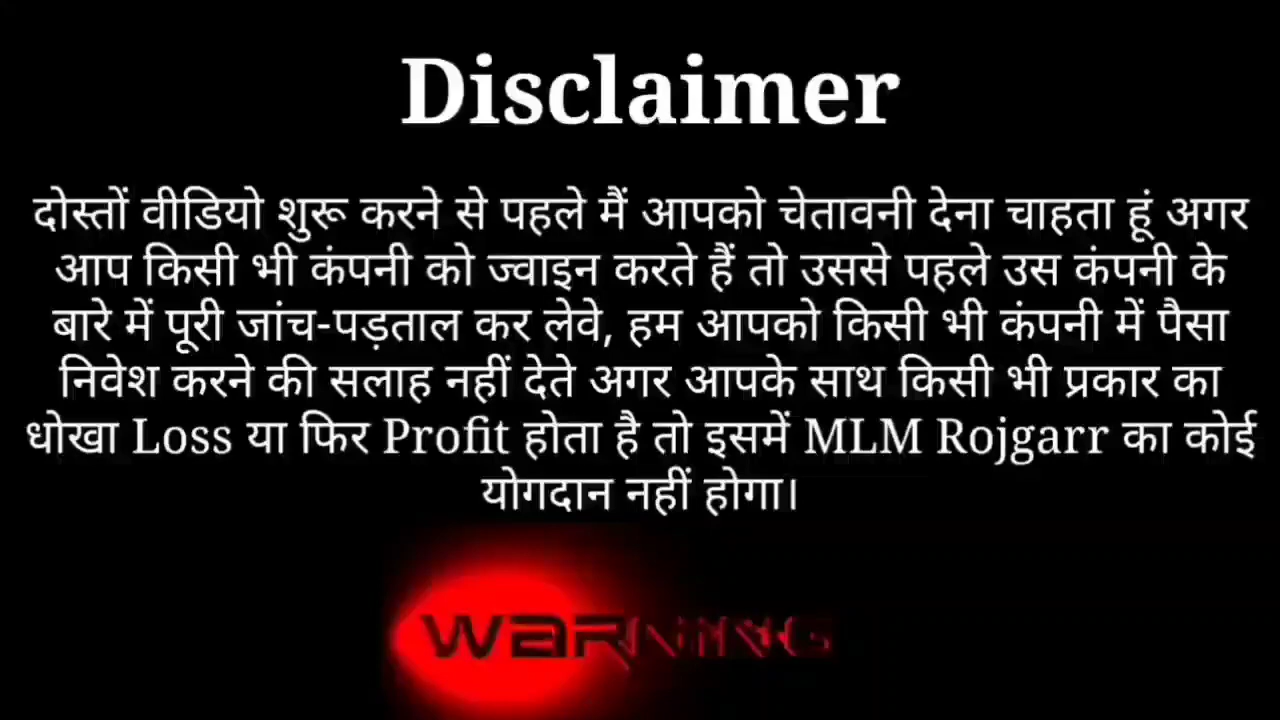 Disclaimer
दोस्तों वीडियो शुरू करने से पहले मैं आपको चेतावनी देना चाहता हूं अगर
आप किसी भी कंपनी को ज्वाइन करते हैं तो उससे पहले उस कंपनी के
बारे में पूरी जांच-पड़ताल कर लेवे, हम आपको किसी भी कंपनी में पैसा
निवेश करने की सलाह नहीं देते अगर आपके साथ किसी भी प्रकार का
धोखा Loss या फिर Profit होता है तो इसमें MLM Rojgarr का कोई
योगदान नहीं होगा।
WARNING